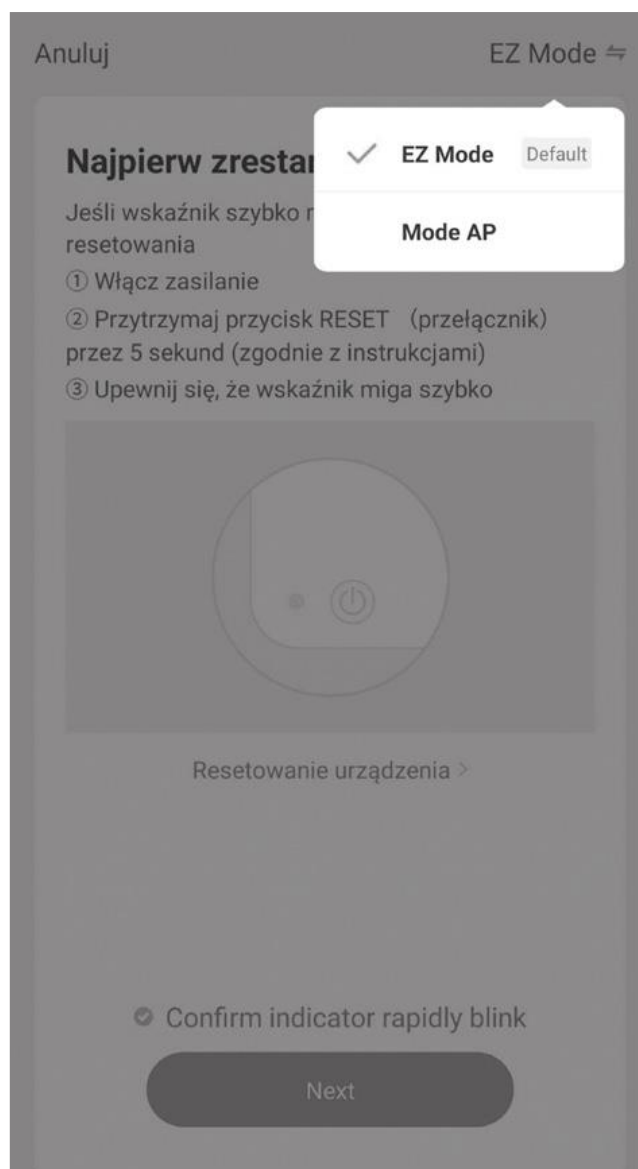 Anuluj
EZ Mode ⇋
EZ Mode Default
Mode AP
Najpierw
Jeśli wskaźnik szybko
resetowania
① Włącz zasilanie
② Przytrzymaj przycisk RESET （przełącznik）
przez 5 sekund (zgodnie z instrukcjami)
③ Upewnij się, że wskaźnik miga szybko
Resetowanie urządzenia >
Confirm indicator rapidly blink
Next